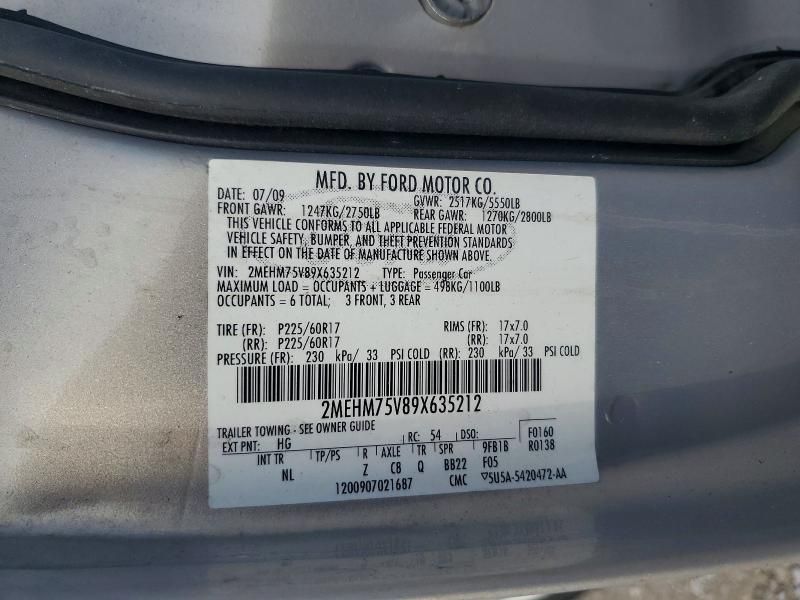 MFD. BY FORD MOTOR CO.
DATE: 07/09 GVWR: 2517KG/5550LB
FRONT GAWR: 1247KG/2750LB REAR GAWR: 1270KG/2800LB
THIS VEHICLE CONFORMS TO ALL APPLICABLE FEDERAL MOTOR
VEHICLE SAFETY, BUMPER, AND THEFT PREVENTION STANDARDS
IN EFFECT ON THE DATE OF MANUFACTURE SHOWN ABOVE.
VIN: 2MEHM75V89X635212 TYPE: Passenger Car
MAXIMUM LOAD = OCCUPANTS + LUGGAGE = 498KG/1100LB
OCCUPANTS = 6 TOTAL; 3 FRONT, 3 REAR
TIRE (FR): P225/60R17 RIMS (FR): 17x7.0
(RR): P225/60R17 (RR): 17x7.0
PRESSURE (FR): 230 kPa/ 33 PSI COLD (RR): 230 kPa/ 33 PSI COLD
2MEHM75V89X635212
TRAILER TOWING - SEE OWNER GUIDE
EXT PNT: HG RC: 54 DSO: F0160
INT TR TP/PS R AXLE TR SPR 9FB1B R0138
NL Z C8 Q BB22 F05
1200907021687 CMC ▽5U5A-5420472-AA